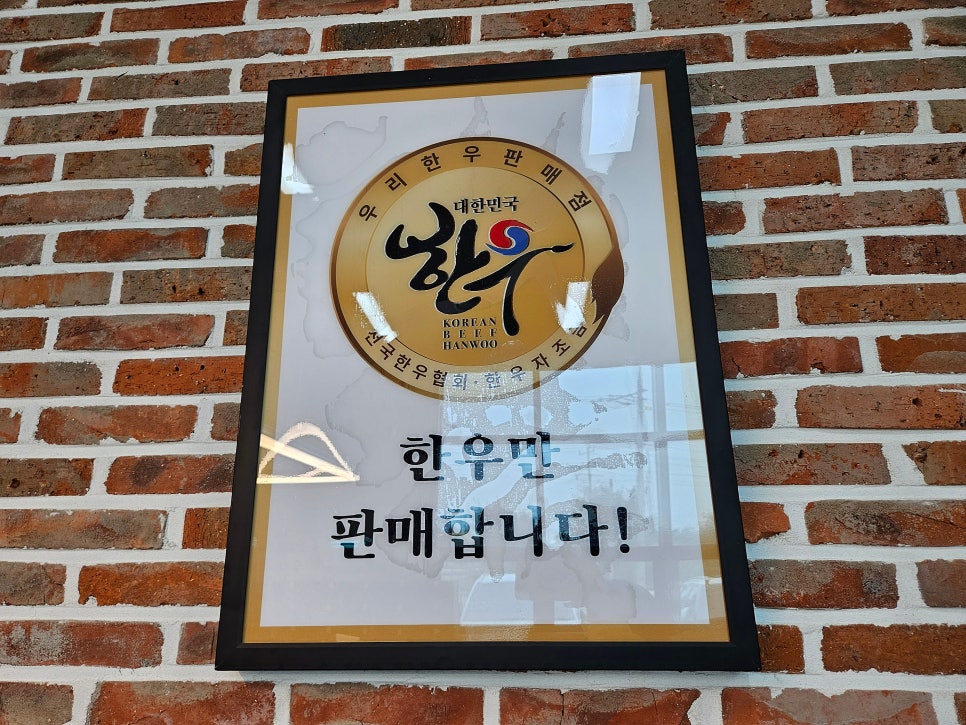 우리한우판매점
대한민국
한우
KOREAN
BEEF
HANWOO
전국한우협회·한우자조금
한우만
판매합니다!